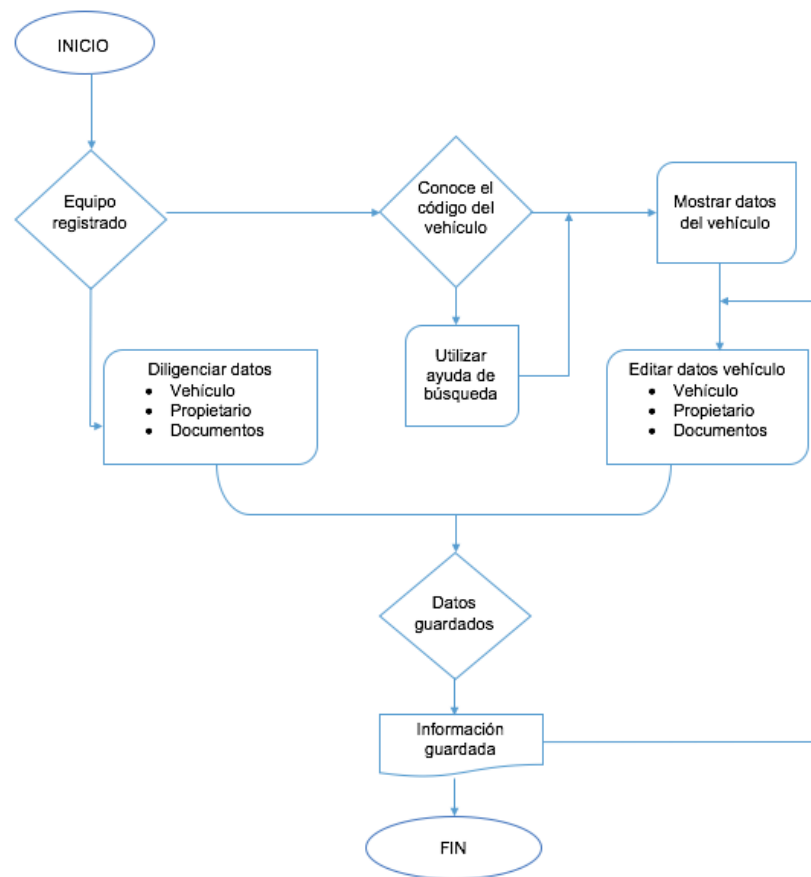 INICIO
Equipo
registrado
Conoce el
código del
vehículo
Mostrar datos
del vehículo
Utilizar
ayuda de
búsqueda
Diligenciar datos
• Vehículo
• Propietario
• Documentos
Editar datos vehículo
• Vehículo
• Propietario
• Documentos
Datos
guardados
Información
guardada
FIN